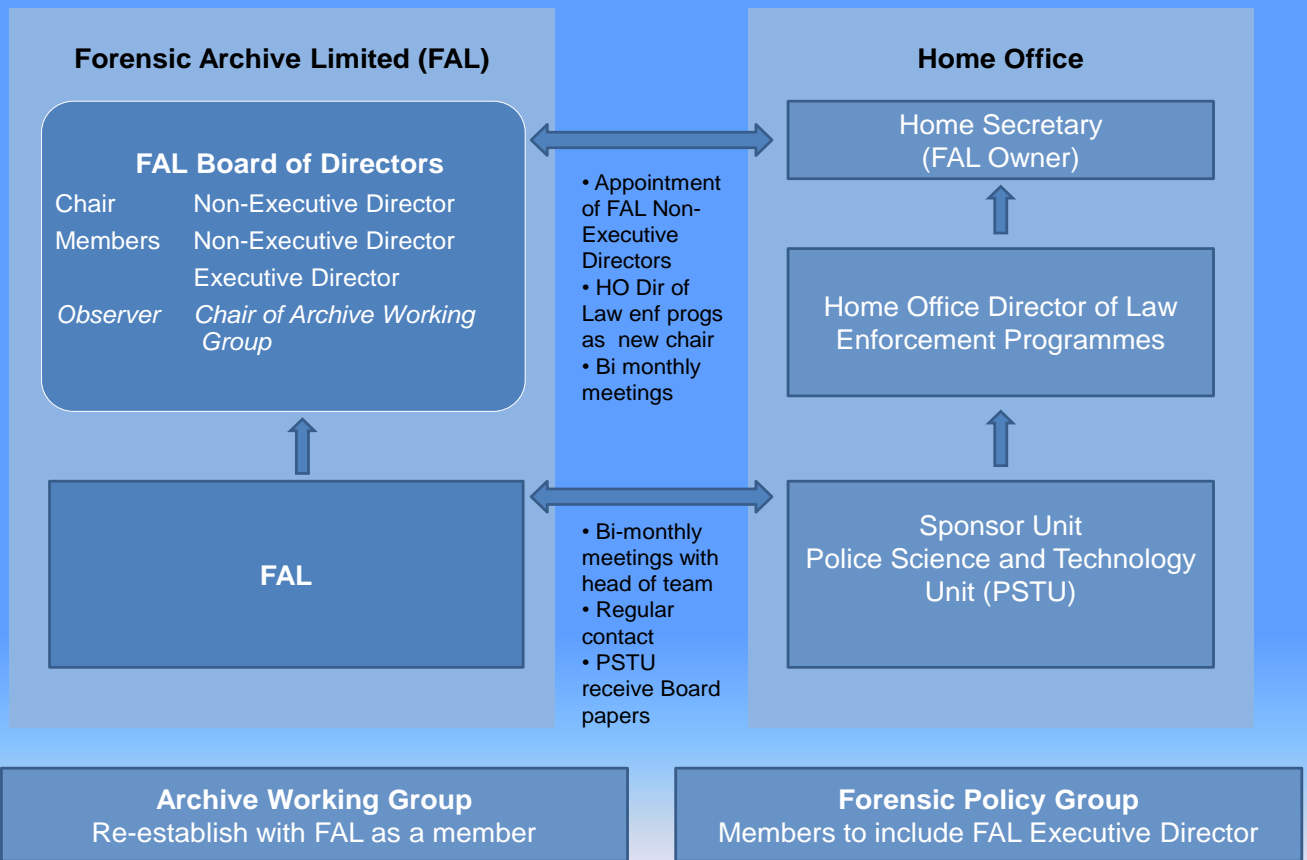 Forensic Archive Limited (FAL)
FAL Board of Directors
Chair Non-Executive Director
Members Non-Executive Director
Executive Director
Observer Chair of Archive Working
Group
FAL
• Appointment
of FAL Non-
Executive
Directors
• HO Dir of
Law enf progs
as new chair
• Bi monthly
meetings
• Bi-monthly
meetings with
head of team
• Regular
contact
• PSTU
receive Board
papers
Home Office
Home Secretary
(FAL Owner)
Home Office Director of Law
Enforcement Programmes
Sponsor Unit
Police Science and Technology
Unit (PSTU)
Archive Working Group
Re-establish with FAL as a member
Forensic Policy Group
Members to include FAL Executive Director